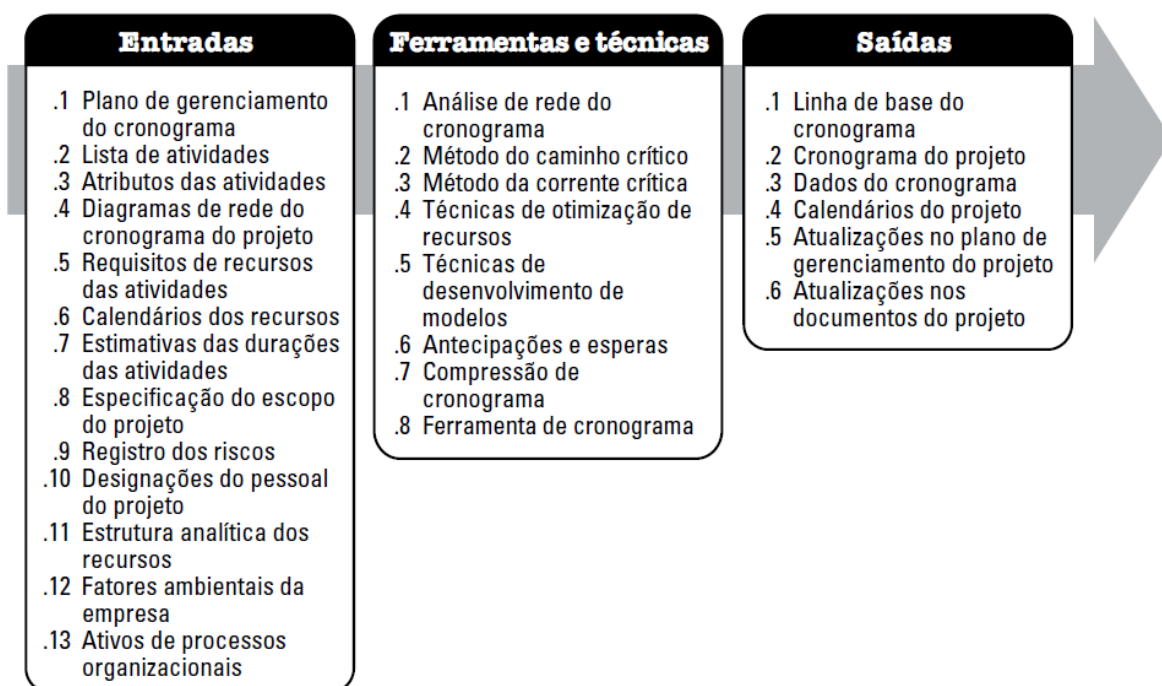 Entradas
.1 Plano de gerenciamento
do cronograma
.2 Lista de atividades
.3 Atributos das atividades
.4 Diagramas de rede do
cronograma do projeto
.5 Requisitos de recursos
das atividades
.6 Calendários dos recursos
.7 Estimativas das durações
das atividades
.8 Especificação do escopo
do projeto
.9 Registro dos riscos
.10 Designações do pessoal
do projeto
.11 Estrutura analítica dos
recursos
.12 Fatores ambientais da
empresa
.13 Ativos de processos
organizacionais
Ferramentas e técnicas
.1 Análise de rede do
cronograma
.2 Método do caminho crítico
.3 Método da corrente crítica
.4 Técnicas de otimização de
recursos
.5 Técnicas de
desenvolvimento de
modelos
.6 Antecipações e esperas
.7 Compressão de
cronograma
.8 Ferramenta de cronograma
Saídas
.1 Linha de base do
cronograma
.2 Cronograma do projeto
.3 Dados do cronograma
.4 Calendários do projeto
.5 Atualizações no plano de
gerenciamento do projeto
.6 Atualizações nos
documentos do projeto